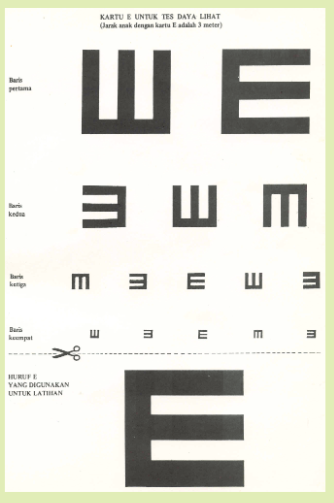 KARTU E UNTUK TES DAYA LIHAT
(Jarak anak dengan kartu E adalah 3 meter)
Baris
pertama
E E
Baris
kedua
E E E
Baris
ketiga
E E E E E
Baris
keempat
E E E E E
HURUF E
YANG DIGUNAKAN
UNTUK LATIHAN
E